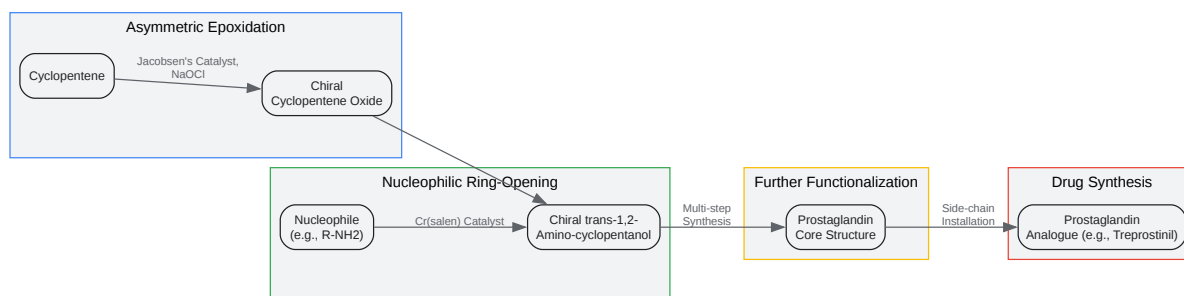 Asymmetric Epoxidation
Cyclopentene
Jacobsen's Catalyst,
NaOCl
Chiral
Cyclopentene Oxide
Nucleophilic Ring-Opening
Nucleophile
(e.g., R-NH2)
Cr(salen) Catalyst
Chiral trans-1,2-
Amino-cyclopentanol
Multi-step
Synthesis
Further Functionalization
Prostaglandin
Core Structure
Side-chain
Installation
Drug Synthesis
Prostaglandin
Analogue (e.g., Treprostinil)